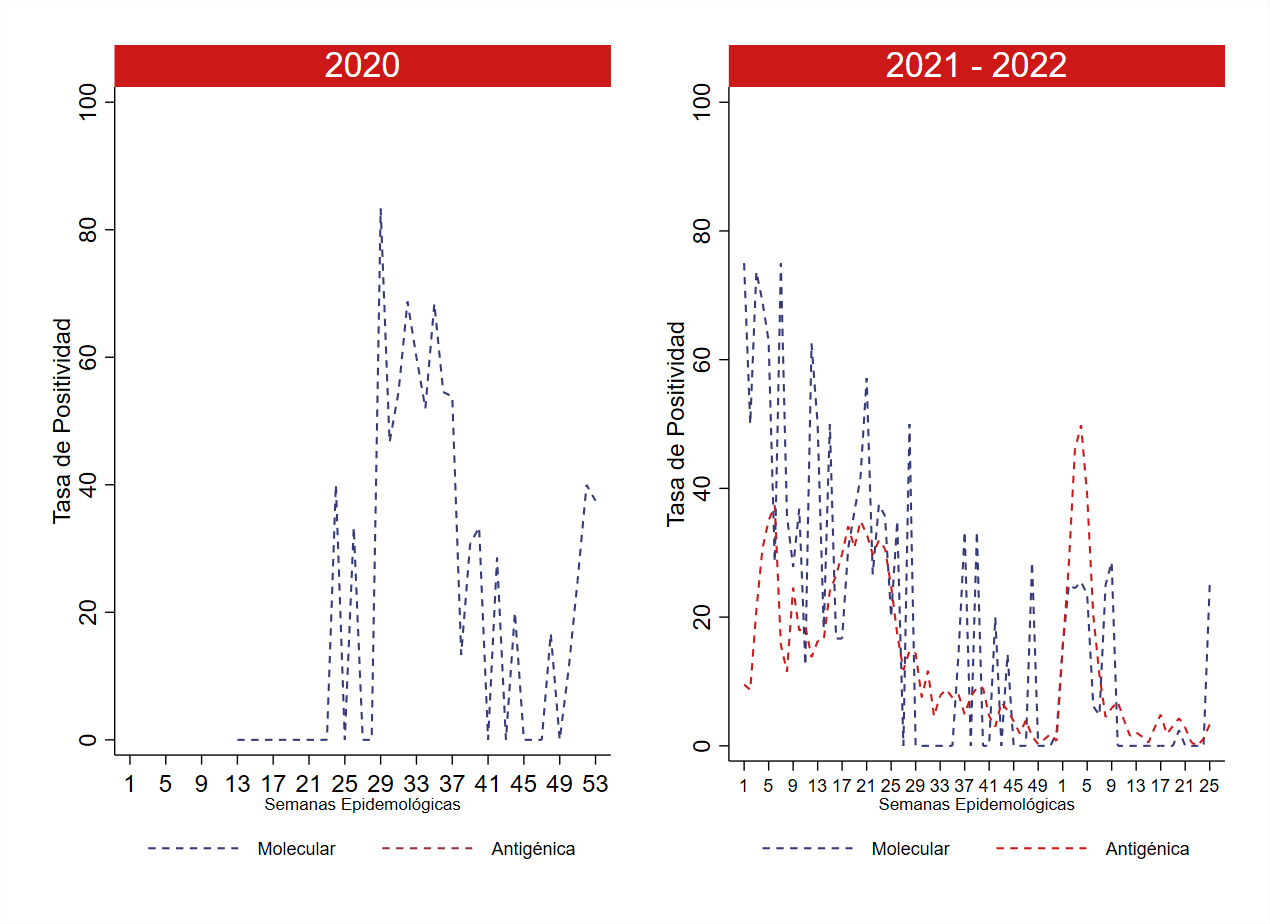 2020
100
80
60
40
20
0
Tasa de Positividad
1 5 9 13 17 21 25 29 33 37 41 45 49 53
Semanas Epidemológicas
Molecular Antigénica
2021 - 2022
100
80
60
40
20
0
Tasa de Positividad
1 5 9 13 17 21 25 29 33 37 41 45 49 1 5 9 13 17 21 25
Semanas Epidemológicas
Molecular Antigénica